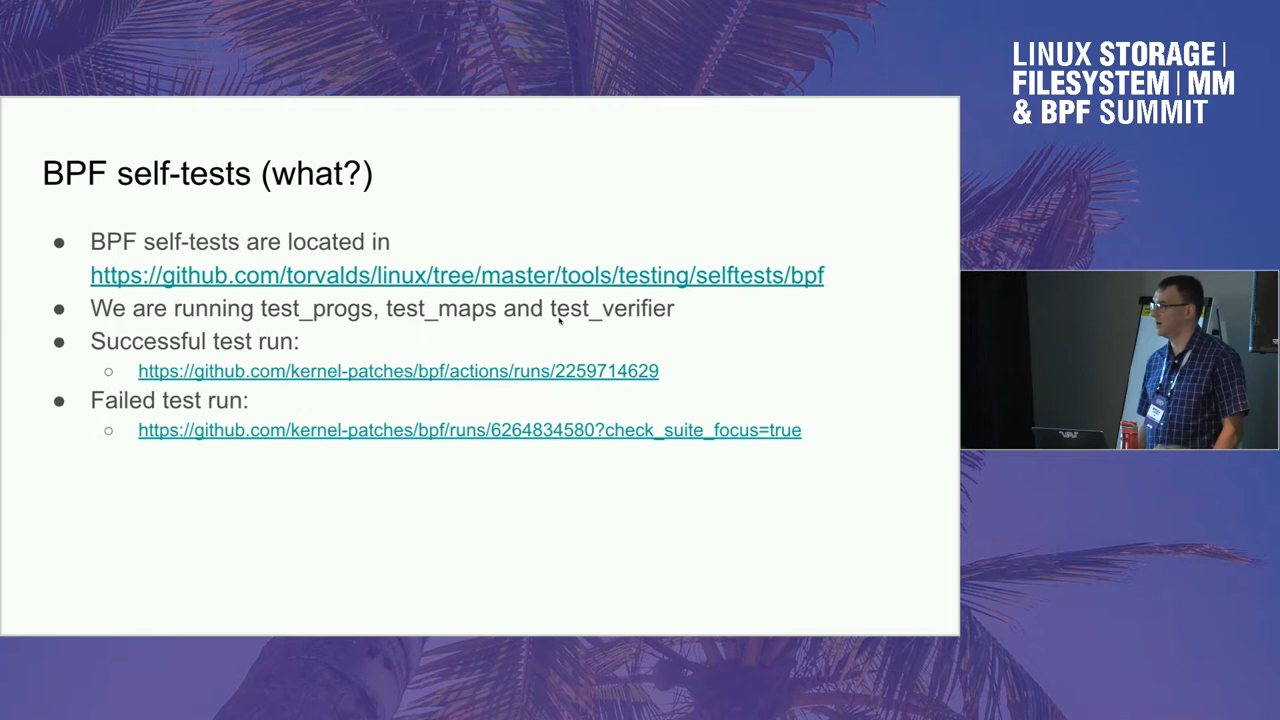 LINUX STORAGE |
FILESYSTEM | MM
& BPF SUMMIT
BPF self-tests (what?)
● BPF self-tests are located in
https://github.com/torvalds/linux/tree/master/tools/testing/selftests/bpf
● We are running test_progs, test_maps and test_verifier
● Successful test run:
○ https://github.com/kernel-patches/bpf/actions/runs/2259714629
● Failed test run:
○ https://github.com/kernel-patches/bpf/runs/6264834580?check_suite_focus=true